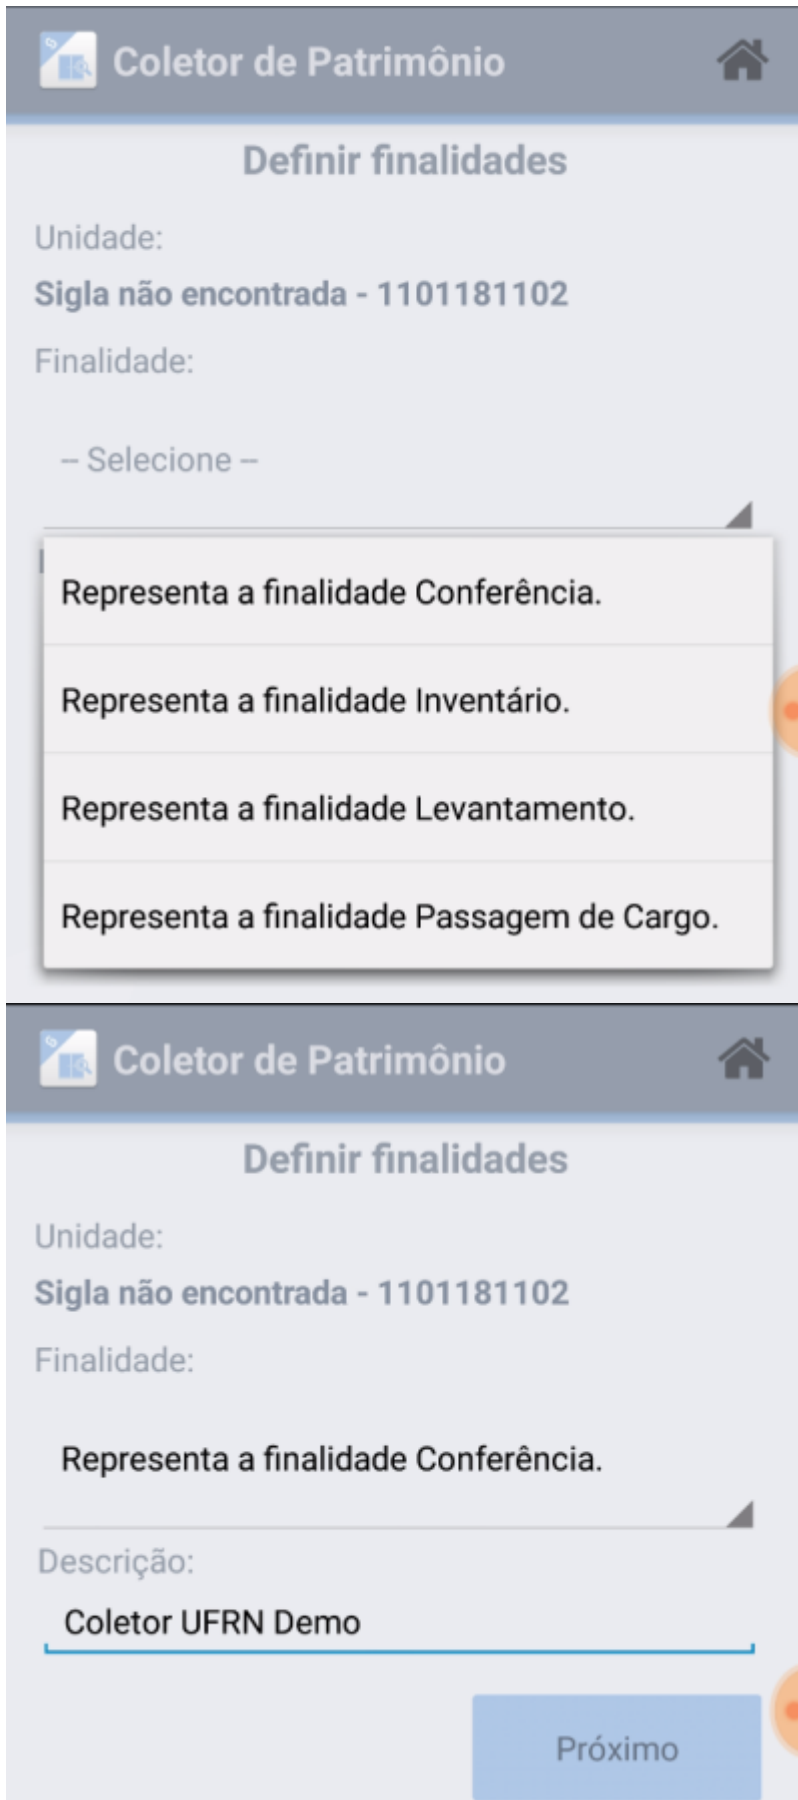 Coletor de Patrimônio
Definir finalidades
Unidade:
Sigla não encontrada - 1101181102
Finalidade:
-- Selecione --
Representa a finalidade Conferência.
Representa a finalidade Inventário.
Representa a finalidade Levantamento.
Representa a finalidade Passagem de Cargo.
Coletor de Patrimônio
Definir finalidades
Unidade:
Sigla não encontrada - 1101181102
Finalidade:
Representa a finalidade Conferência.
Descrição:
Coletor UFRN Demo
Próximo